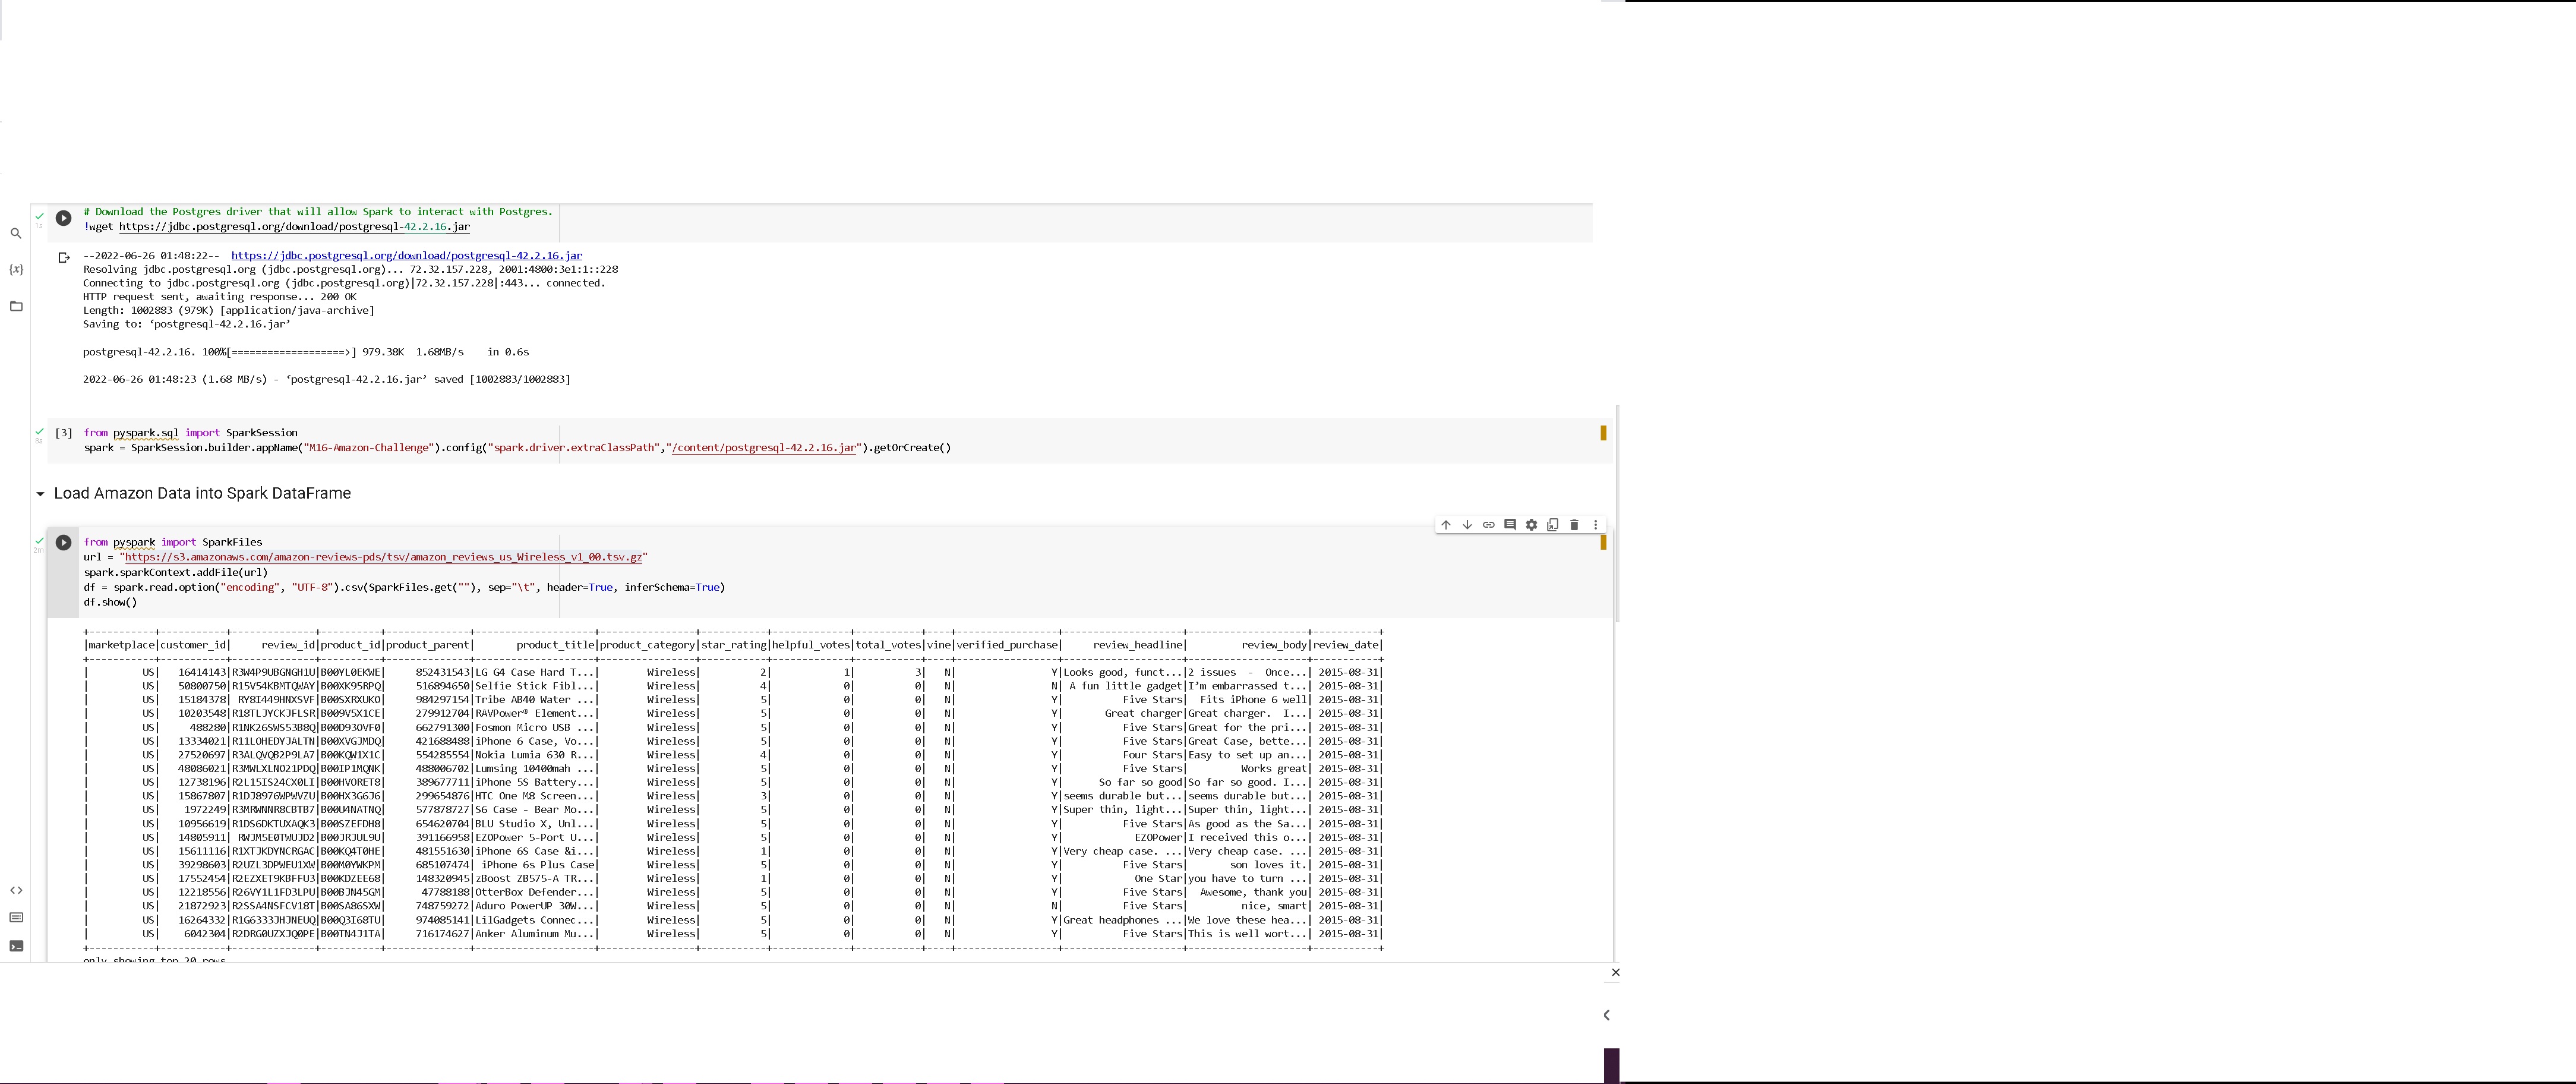 # Download the Postgres driver that will allow Spark to interact with Postgres.
1s
!wget https://jdbc.postgresql.org/download/postgresql-42.2.16.jar
--2022-06-26 01:48:22--  https://jdbc.postgresql.org/download/postgresql-42.2.16.jar
Resolving jdbc.postgresql.org (jdbc.postgresql.org)... 72.32.157.228, 2001:4800:3e1:1::228
Connecting to jdbc.postgresql.org (jdbc.postgresql.org)|72.32.157.228|:443... connected.
HTTP request sent, awaiting response... 200 OK
Length: 1002883 (979K) [application/java-archive]
Saving to: ‘postgresql-42.2.16.jar’
postgresql-42.2.16. 100%[===================>] 979.38K  1.68MB/s    in 0.6s
2022-06-26 01:48:23 (1.68 MB/s) - ‘postgresql-42.2.16.jar’ saved [1002883/1002883]
[3] from pyspark.sql import SparkSession
8s
spark = SparkSession.builder.appName("M16-Amazon-Challenge").config("spark.driver.extraClassPath","/content/postgresql-42.2.16.jar").getOrCreate()
Load Amazon Data into Spark DataFrame
from pyspark import SparkFiles
2m
url = "https://s3.amazonaws.com/amazon-reviews-pds/tsv/amazon_reviews_us_Wireless_v1_00.tsv.gz"
spark.sparkContext.addFile(url)
df = spark.read.option("encoding", "UTF-8").csv(SparkFiles.get(""), sep="\t", header=True, inferSchema=True)
df.show()
|marketplace|customer_id|     review_id|product_id|product_parent|       product_title|product_category|star_rating|helpful_votes|total_votes|vine|verified_purchase|     review_headline|         review_body|review_date|
|         US|   16414143|R3W4P9UBGNGH1U|B00YL0EKWE|     852431543|LG G4 Case Hard T...|        Wireless|          2|            1|          3|   N|                Y|Looks good, funct...|2 issues  -  Once...| 2015-08-31|
|         US|   50800750|R15V54KBMTQWAY|B00XK95RPQ|     516894650|Selfie Stick Fibl...|        Wireless|          4|            0|          0|   N|                N| A fun little gadget|I’m embarrassed t...| 2015-08-31|
|         US|   15184378| RY8I449HNXSVF|B00SXRXUKO|     984297154|Tribe AB40 Water ...|        Wireless|          5|            0|          0|   N|                Y|          Five Stars|  Fits iPhone 6 well| 2015-08-31|
|         US|   10203548|R18TLJYCKJFLSR|B009V5X1CE|     279912704|RAVPower® Element...|        Wireless|          5|            0|          0|   N|                Y|       Great charger|Great charger.  I...| 2015-08-31|
|         US|     488280|R1NK26SWS53B8Q|B00D93OVF0|     662791300|Fosmon Micro USB ...|        Wireless|          5|            0|          0|   N|                Y|          Five Stars|Great for the pri...| 2015-08-31|
|         US|   13334021|R11LOHEDYJALTN|B00XVGJMDQ|     421688488|iPhone 6 Case, Vo...|        Wireless|          5|            0|          0|   N|                Y|          Five Stars|Great Case, bette...| 2015-08-31|
|         US|   27520697|R3ALQVQB2P9LA7|B00KQW1X1C|     554285554|Nokia Lumia 630 R...|        Wireless|          4|            0|          0|   N|                Y|          Four Stars|Easy to set up an...| 2015-08-31|
|         US|   48086021|R3MWLXLNO21PDQ|B00IP1MQNK|     488006702|Lumsing 10400mah ...|        Wireless|          5|            0|          0|   N|                Y|          Five Stars|         Works great| 2015-08-31|
|         US|   12738196|R2L15IS24CX0LI|B00HVORET8|     389677711|iPhone 5S Battery...|        Wireless|          5|            0|          0|   N|                Y|      So far so good|So far so good. I...| 2015-08-31|
|         US|   15867807|R1DJ8976WPWVZU|B00HX3G6J6|     299654876|HTC One M8 Screen...|        Wireless|          3|            0|          0|   N|                Y|seems durable but...|seems durable but...| 2015-08-31|
|         US|    1972249|R3MRWNNR8CBTB7|B00U4NATNQ|     577878727|S6 Case - Bear Mo...|        Wireless|          5|            0|          0|   N|                Y|Super thin, light...|Super thin, light...| 2015-08-31|
|         US|   10956619|R1DS6DKTUXAQK3|B00SZEFDH8|     654620704|BLU Studio X, Unl...|        Wireless|          5|            0|          0|   N|                Y|          Five Stars|As good as the Sa...| 2015-08-31|
|         US|   14805911| RWJM5E0TWUJD2|B00JRJUL9U|     391166958|EZOPower 5-Port U...|        Wireless|          5|            0|          0|   N|                Y|            EZOPower|I received this o...| 2015-08-31|
|         US|   15611116|R1XTJKDYNCRGAC|B00KQ4T0HE|     481551630|iPhone 6S Case &i...|        Wireless|          1|            0|          0|   N|                Y|Very cheap case. ...|Very cheap case. ...| 2015-08-31|
|         US|   39298603|R2UZL3DPWEU1XW|B00M0YWKPM|     685107474| iPhone 6s Plus Case|        Wireless|          5|            0|          0|   N|                Y|          Five Stars|       son loves it.| 2015-08-31|
|         US|   17552454|R2EZXET9KBFFU3|B00KDZEE68|     148320945|zBoost ZB575-A TR...|        Wireless|          1|            0|          0|   N|                Y|            One Star|you have to turn ...| 2015-08-31|
|         US|   12218556|R26VY1L1FD3LPU|B00BJN45GM|      47788188|OtterBox Defender...|        Wireless|          5|            0|          0|   N|                Y|          Five Stars|  Awesome, thank you| 2015-08-31|
|         US|   21872923|R2SSA4NSFCV18T|B00SA86SXW|     748759272|Aduro PowerUP 30W...|        Wireless|          5|            0|          0|   N|                N|          Five Stars|         nice, smart| 2015-08-31|
|         US|   16264332|R1G6333JHJNEUQ|B00Q3I68TU|     974085141|LilGadgets Connec...|        Wireless|          5|            0|          0|   N|                Y|Great headphones ...|We love these hea...| 2015-08-31|
|         US|    6042304|R2DRG0UZXJQ0PE|B00TN4J1TA|     716174627|Anker Aluminum Mu...|        Wireless|          5|            0|          0|   N|                Y|          Five Stars|This is well wort...| 2015-08-31|
only showing top 20 rows